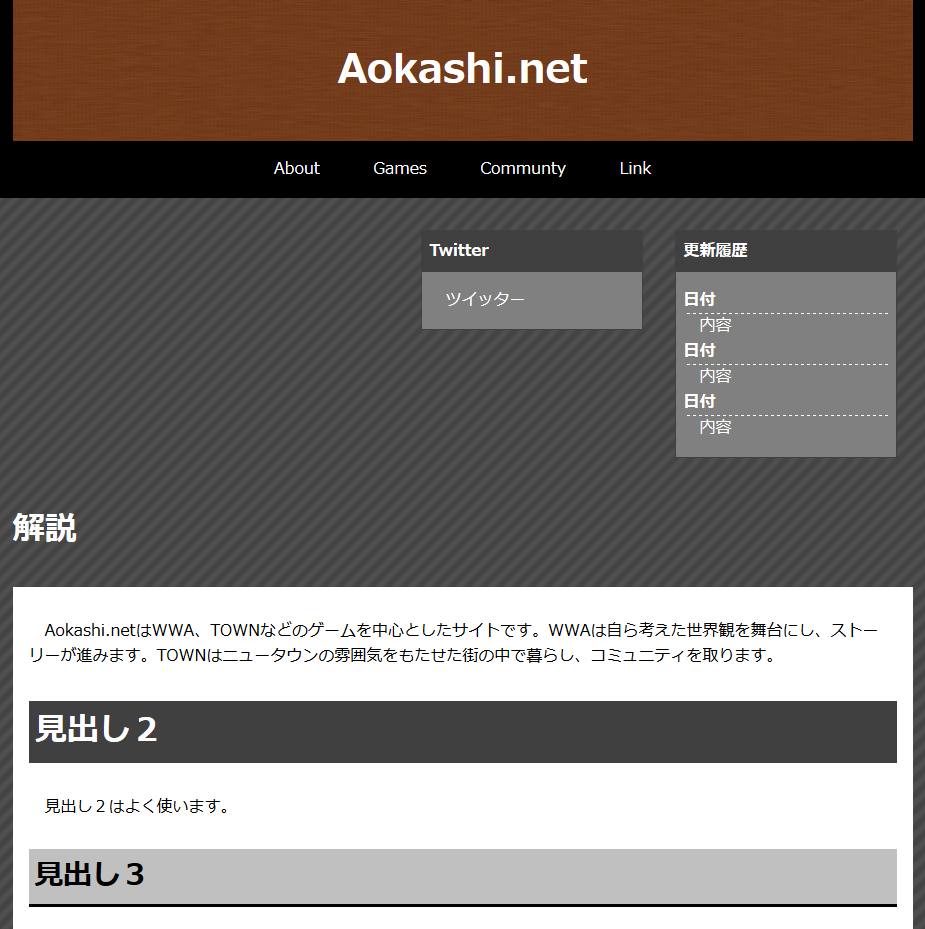 Aokashi.net
About Games Communty Link
Twitter
ツイッター
更新履歴
日付
内容
日付
内容
日付
内容
解説
Aokashi.netはWWA、TOWNなどのゲームを中心としたサイトです。WWAは自ら考えた世界観を舞台にし、ストー
リーが進みます。TOWNはニュータウンの雰囲気をもたせた街の中で暮らし、コミュニティを取ります。
見出し２
見出し２はよく使います。
見出し３